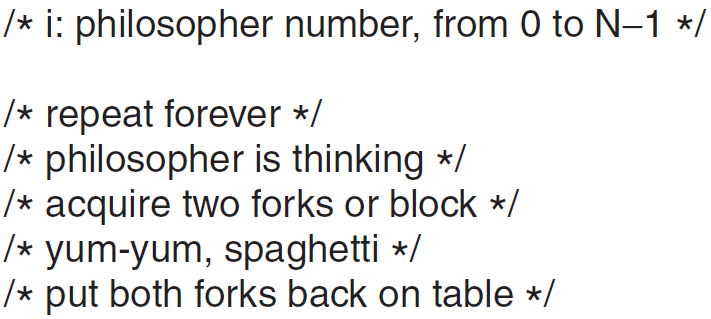 /* i: philosopher number, from 0 to N–1 */
/* repeat forever */
/* philosopher is thinking */
/* acquire two forks or block */
/* yum-yum, spaghetti */
/* put both forks back on table */